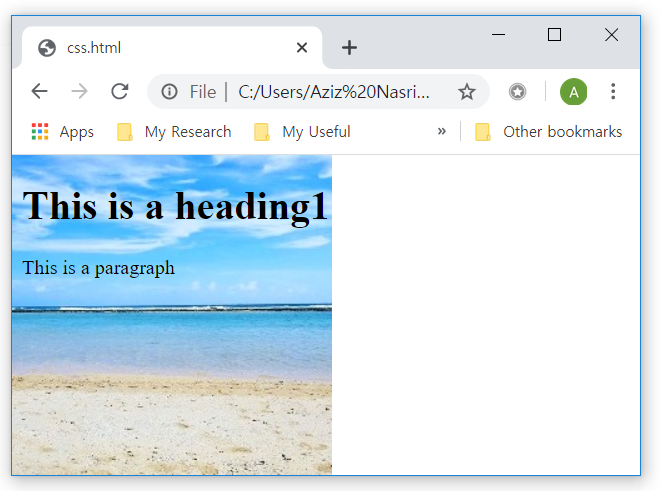 css.html
File | C:/Users/Aziz%20Nasri...
A
Apps My Research My Useful » Other bookmarks
This is a heading1
This is a paragraph